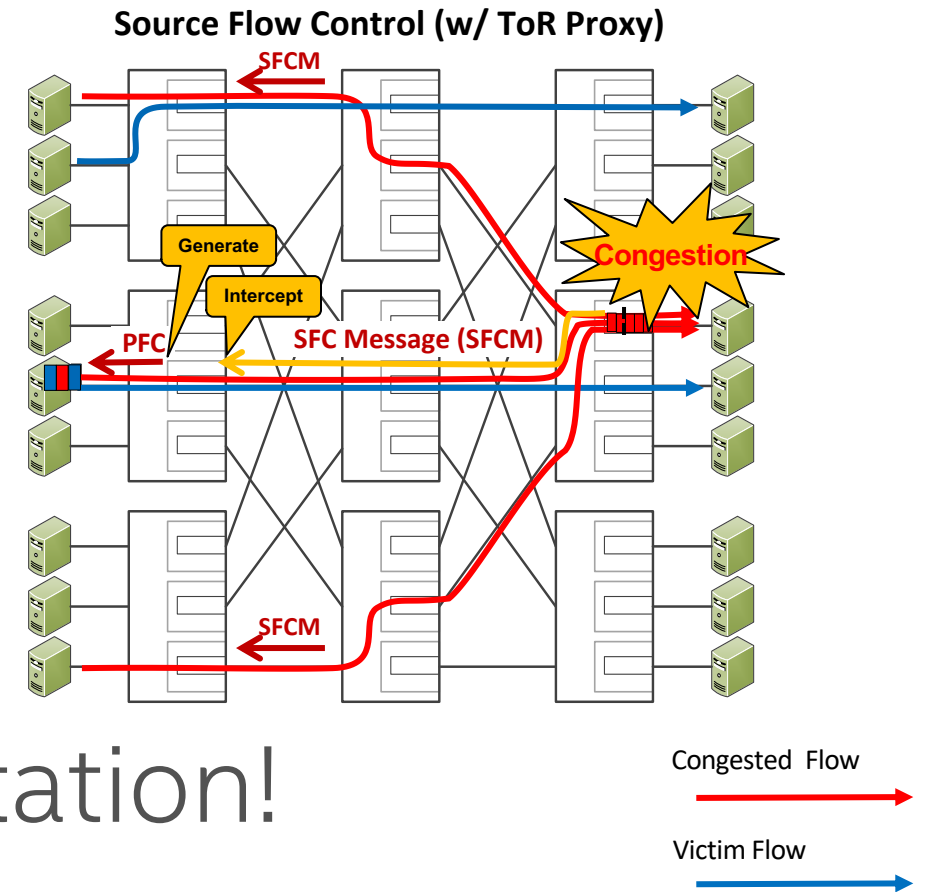 Source Flow Control (w/ ToR Proxy)
SFCM
Generate
Congestion
Intercept
PFC
SFC Message (SFCM)
SFCM
tation!
Congested Flow
Victim Flow